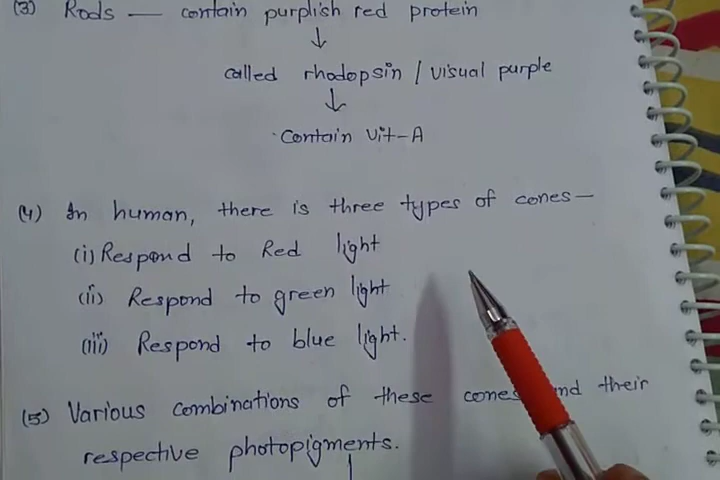 (3) Rods — contain purplish red protein
↓
called rhodopsin / visual purple
↓
contain vit-A
(4) In human, there is three types of cones—
(i) Respond to Red light
(ii) Respond to green light
(iii) Respond to blue light.
(5) Various combinations of these cones and their
respective photopigments.